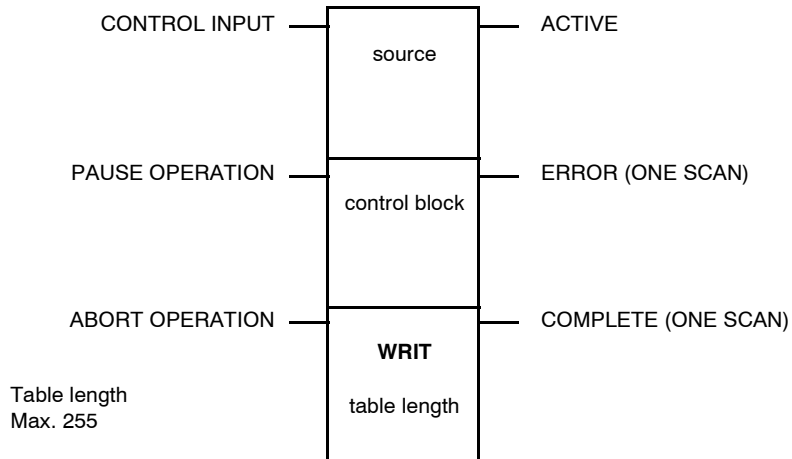 CONTROL INPUT
source
ACTIVE
PAUSE OPERATION
control block
ERROR (ONE SCAN)
ABORT OPERATION
WRIT
COMPLETE (ONE SCAN)
Table length
Max. 255
table length